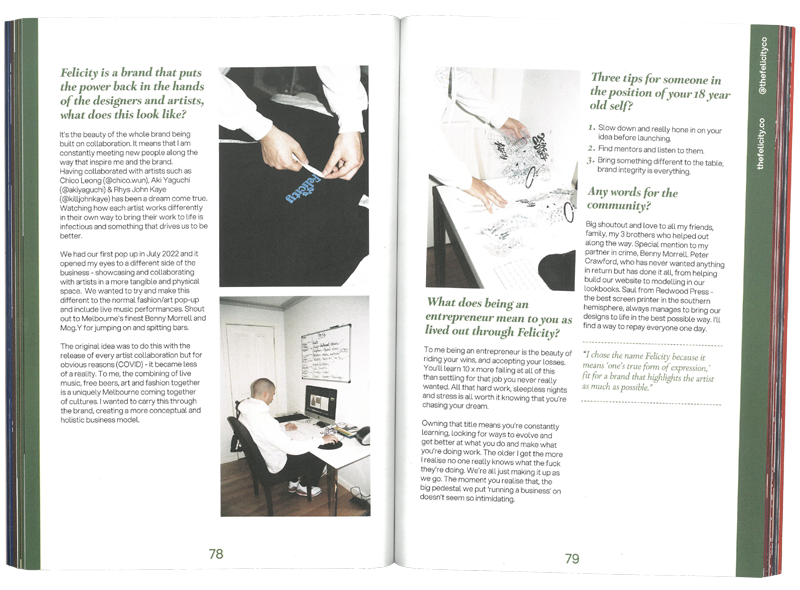 Felicity is a brand that puts
the power back in the hands
of the designers and artists,
what does this look like?
It's the beauty of the whole brand being
built on collaboration. It means that I am
constantly meeting new people along the
way that inspire me and the brand.
Having collaborated with artists such as
Chico Leong (@chico.wun), Aki Yaguchi
(@akiyaguchi) & Rhys John Kaye
(@killjohnkaye) has been a dream come true.
Watching how each artist works differently
in their own way to bring their work to life is
infectious and something that drives us to be
better.
We had our first pop up in July 2022 and it
opened my eyes to a different side of the
business - showcasing and collaborating
with artists in a more tangible and physical
space. We wanted to try and make this
different to the normal fashion/art pop-up
and include live music performances. Shout
out to Melbourne's finest Benny Morrell and
Mog.Y for jumping on and spitting bars.
The original idea was to do this with the
release of every artist collaboration but for
obvious reasons (COVID) - it became less
of a reality. To me, the combining of live
music, free beers, art and fashion together
is a uniquely Melbourne coming together
of cultures. I wanted to carry this through
the brand, creating a more conceptual and
holistic business model.
Felicity
78
What does being an
entrepreneur mean to you as
lived out through Felicity?
To me being an entrepreneur is the beauty of
riding your wins, and accepting your losses.
You'll learn 10 x more failing at all of this
than settling for that job you never really
wanted. All that hard work, sleepless nights
and stress is all worth it knowing that you're
chasing your dream.
Owning that title means you're constantly
learning, looking for ways to evolve and
get better at what you do and make what
you're doing work. The older I get the more
I realise no one really knows what the fuck
they're doing. We're all just making it up as
we go. The moment you realise that, the
big pedestal we put 'running a business' on
doesn't seem so intimidating.
Three tips for someone in
the position of your 18 year
old self?
1. Slow down and really hone in on your
idea before launching.
2. Find mentors and listen to them.
3. Bring something different to the table,
brand integrity is everything.
Any words for the
community?
Big shoutout and love to all my friends,
family, my 3 brothers who helped out
along the way. Special mention to my
partner in crime, Benny Morrell. Peter
Crawford, who has never wanted anything
in return but has done it all, from helping
build our website to modelling in our
lookbooks. Saul from Redwood Press -
the best screen printer in the southern
hemisphere, always manages to bring our
designs to life in the best possible way. I'll
find a way to repay everyone one day.
"I chose the name Felicity because it
means 'one's true form of expression,'
fit for a brand that highlights the artist
as much as possible."
79
thefelicity.co
@thefelicityco